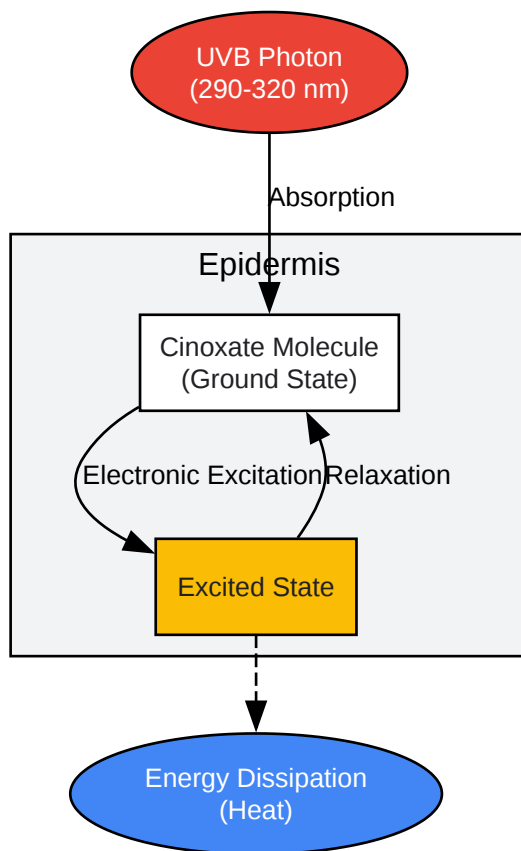 UVB Photon
(290-320 nm)
Absorption
Epidermis
Cinoxate Molecule
(Ground State)
Electronic Excitation
Relaxation
Excited State
Energy Dissipation
(Heat)